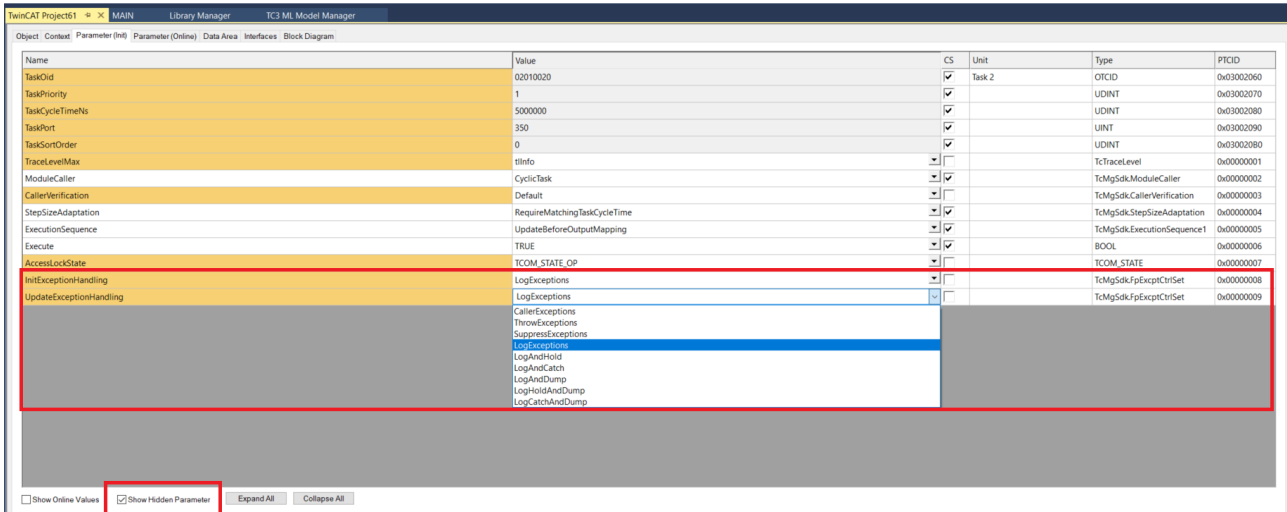 TwinCAT Project61 MAIN Library Manager TC3 ML Model Manager
Object Context Parameter (Init) Parameter (Online) Data Area Interfaces Block Diagram
Name Value CS Unit Type PTCID
TaskOid 02010020 Task 2 OTCID 0x03002060
TaskPriority 1 UDINT 0x03002070
TaskCycleTimeNs 5000000 UDINT 0x03002080
TaskPort 350 UINT 0x03002090
TaskSortOrder 0 UDINT 0x030020B0
TraceLevelMax tlInfo TcTraceLevel 0x00000001
ModuleCaller CyclicTask TcMgSdk.ModuleCaller 0x00000002
CallerVerification Default TcMgSdk.CallerVerification 0x00000003
StepSizeAdaptation RequireMatchingTaskCycleTime TcMgSdk.StepSizeAdaptation 0x00000004
ExecutionSequence UpdateBeforeOutputMapping TcMgSdk.ExecutionSequence1 0x00000005
Execute TRUE BOOL 0x00000006
AccessLockState TCOM_STATE_OP TCOM_STATE 0x00000007
InitExceptionHandling LogExceptions TcMgSdk.FpExcptCtrlSet 0x00000008
UpdateExceptionHandling LogExceptions TcMgSdk.FpExcptCtrlSet 0x00000009
CallerExceptions
ThrowExceptions
SuppressExceptions
LogExceptions
LogAndHold
LogAndCatch
LogAndDump
LogHoldAndDump
LogCatchAndDump
Show Online Values Show Hidden Parameter Expand All Collapse All